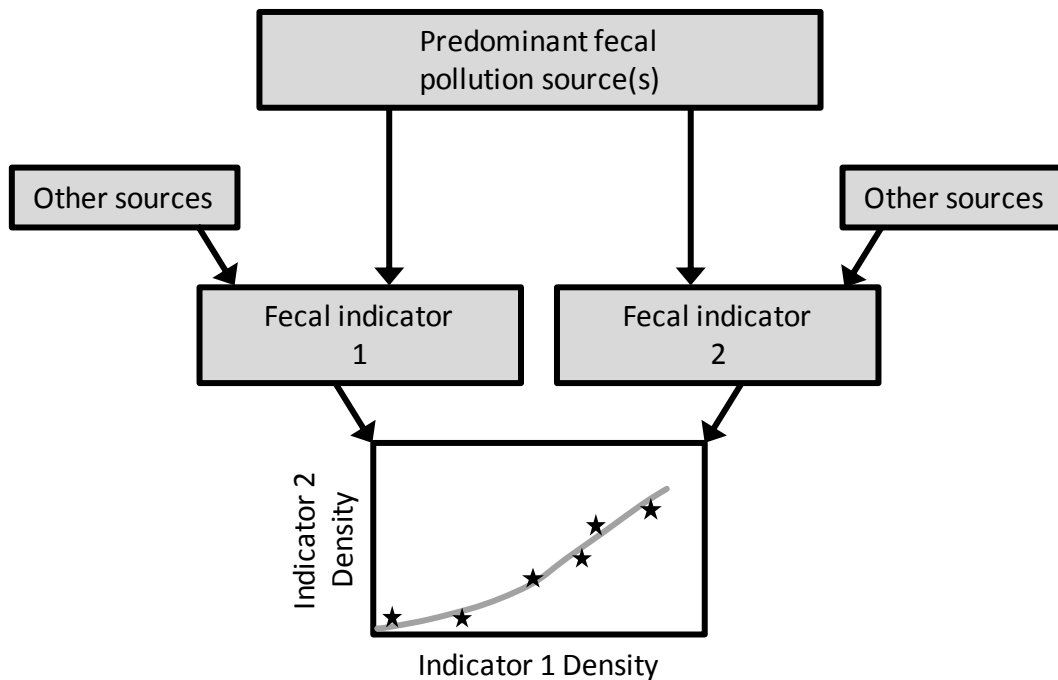 Predominant fecal
pollution source(s)
Other sources
Other sources
Fecal indicator
1
Fecal indicator
2
Indicator 2
Density
Indicator 1 Density